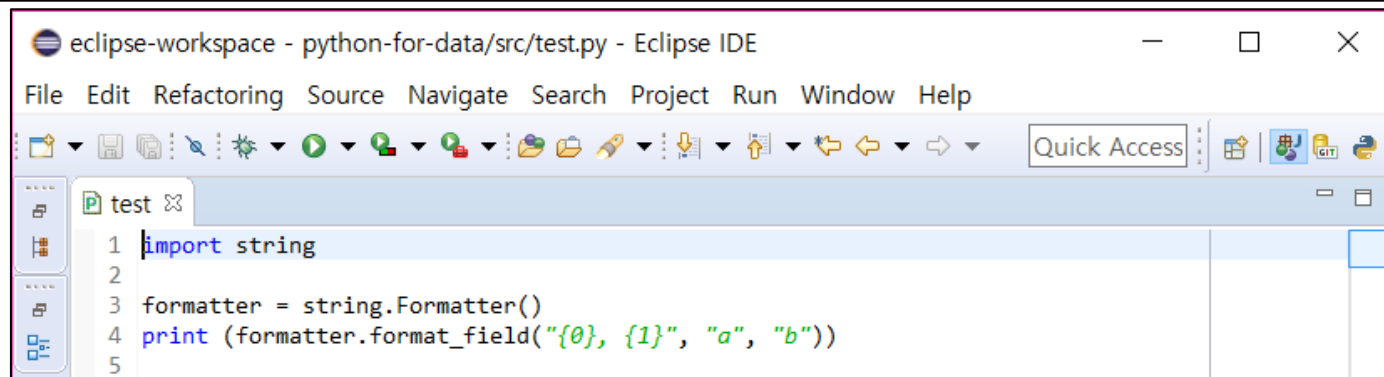 eclipse-workspace - python-for-data/src/test.py - Eclipse IDE
File Edit Refactoring Source Navigate Search Project Run Window Help
Quick Access
GIT
P test
1 import string
2
3 formatter = string.Formatter()
4 print (formatter.format_field("{0}, {1}", "a", "b"))
5